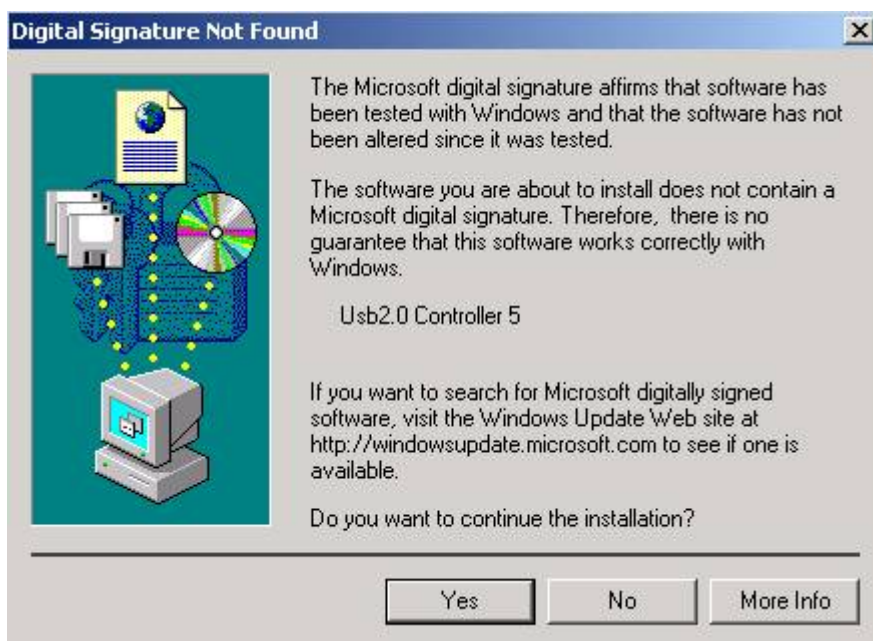 Digital Signature Not Found
The Microsoft digital signature affirms that software has
been tested with Windows and that the software has not
been altered since it was tested.
The software you are about to install does not contain a
Microsoft digital signature. Therefore, there is no
guarantee that this software works correctly with
Windows.
Usb2.0 Controller 5
If you want to search for Microsoft digitally signed
software, visit the Windows Update Web site at
http://windowsupdate.microsoft.com to see if one is
available.
Do you want to continue the installation?
Yes No More Info